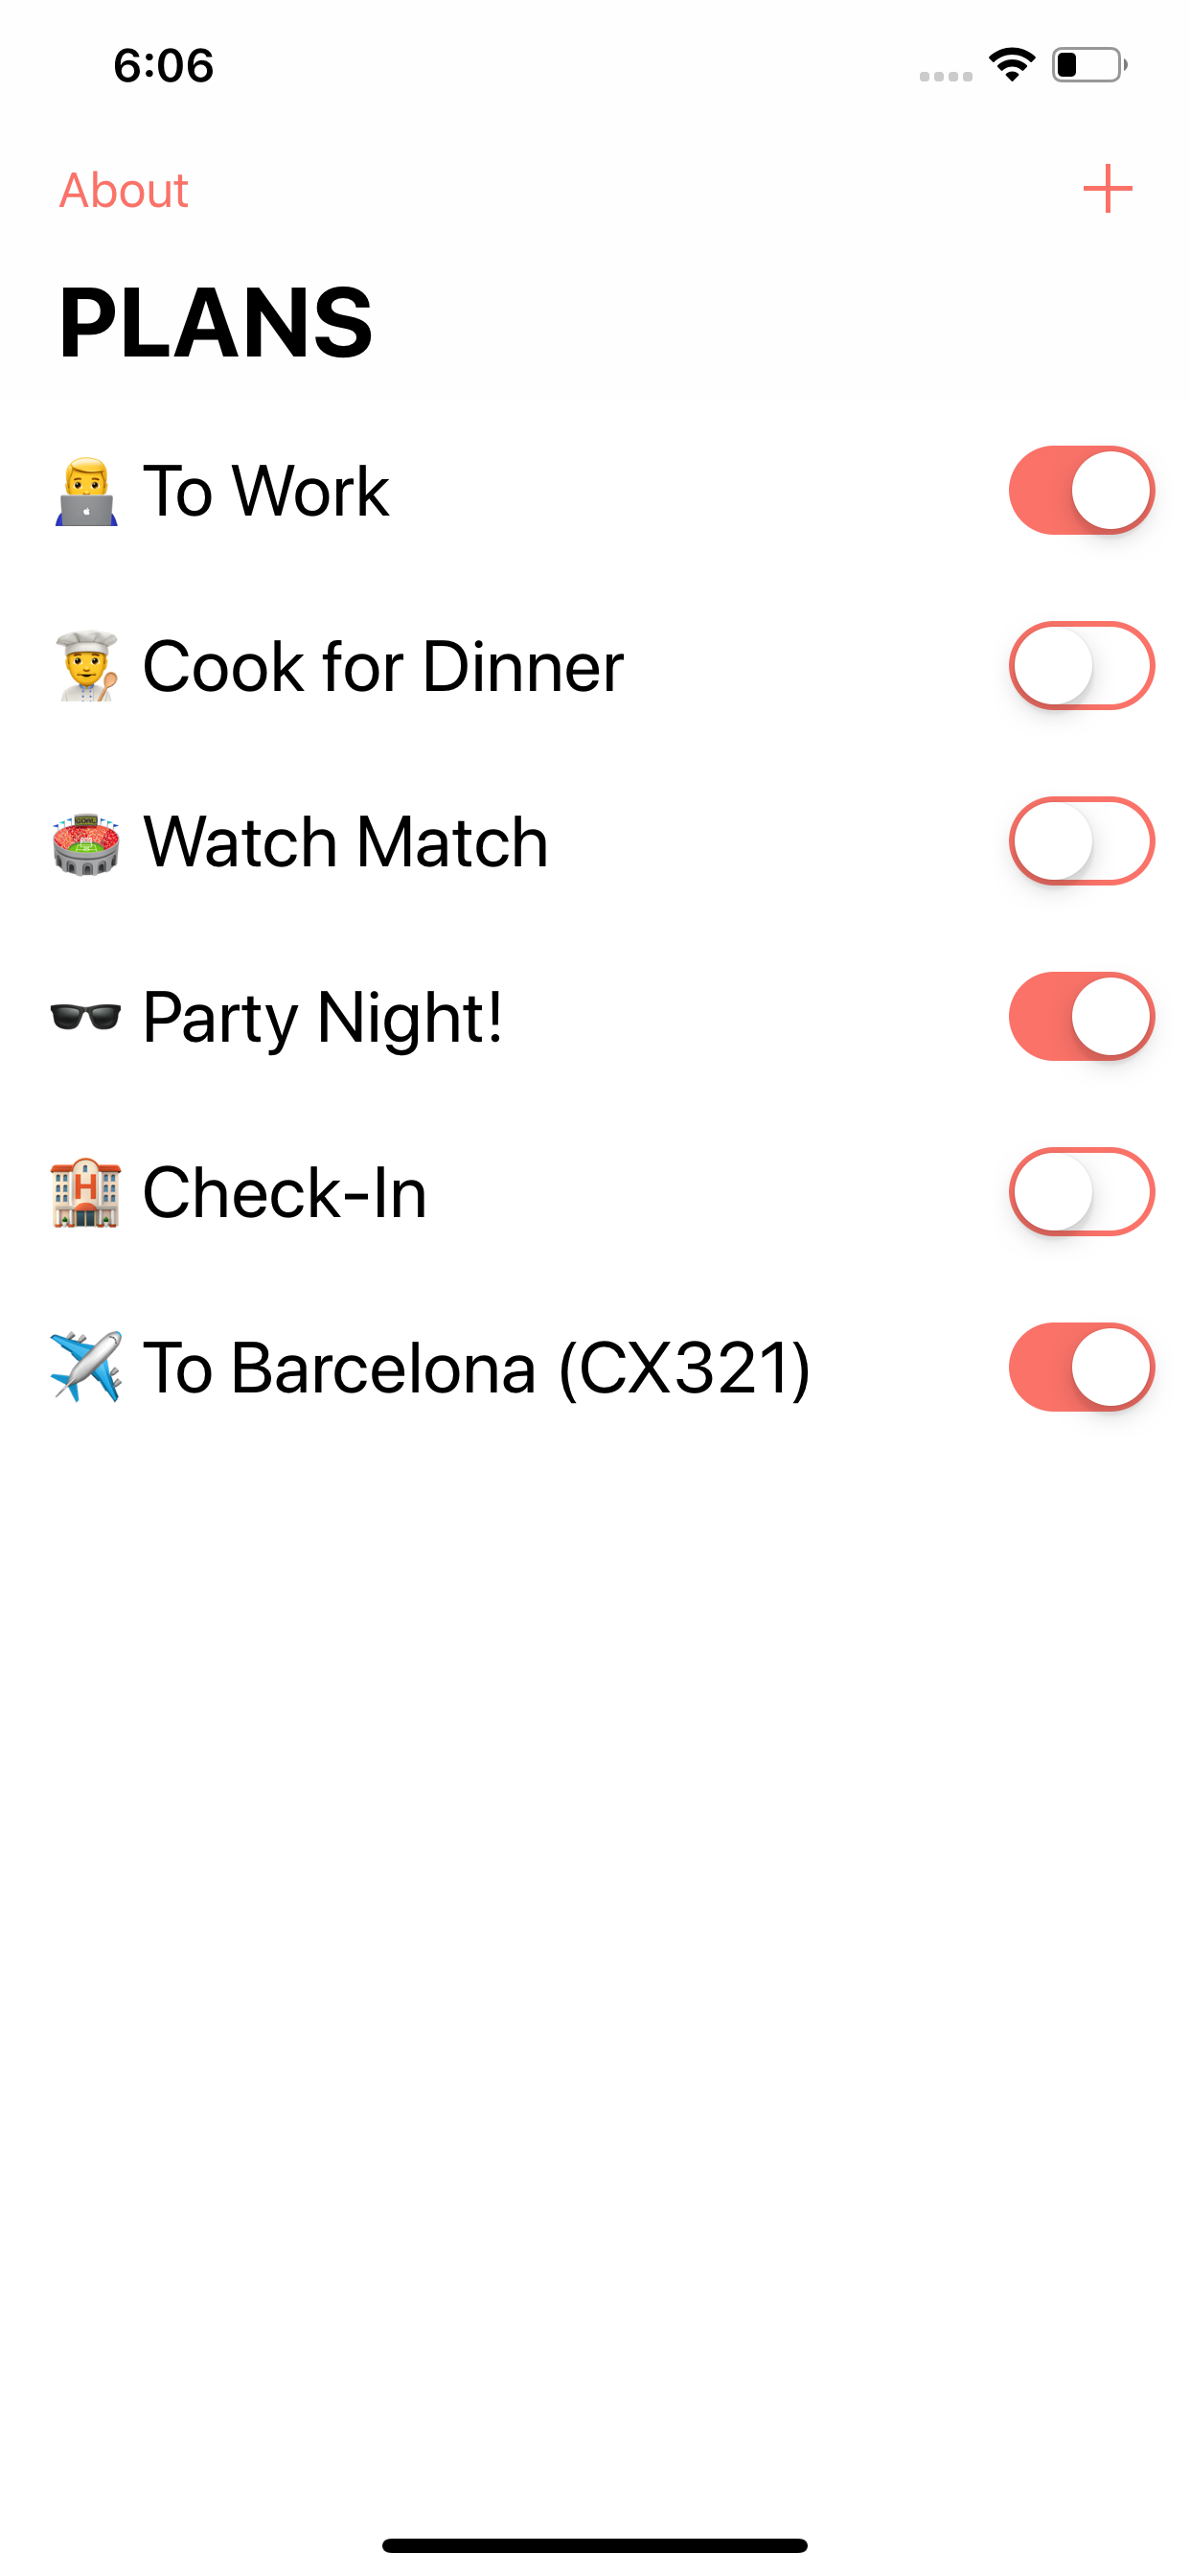 6:06
About
PLANS
To Work
Cook for Dinner
Watch Match
Party Night!
Check-In
To Barcelona (CX321)